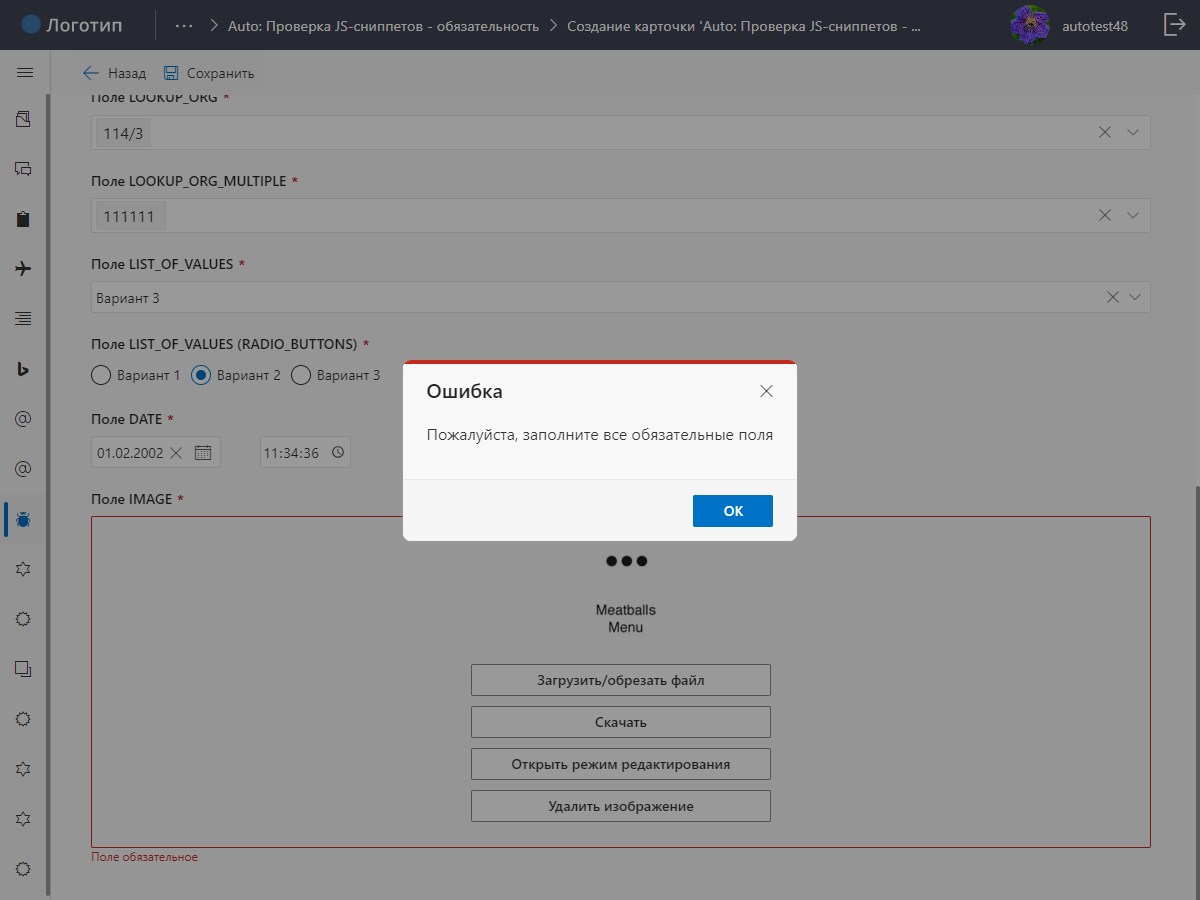 Логотип
Auto: Проверка JS-сниппетов - обязательность
Создание карточки 'Auto: Проверка JS-сниппетов - ...
autotest48
Назад
Сохранить
Поле LOOKUP_ORG *
114/3
Поле LOOKUP_ORG_MULTIPLE *
111111
Поле LIST_OF_VALUES *
Вариант 3
Поле LIST_OF_VALUES (RADIO_BUTTONS) *
Вариант 1
Вариант 2
Вариант 3
Поле DATE *
01.02.2002
11:34:36
Поле IMAGE *
Ошибка
Пожалуйста, заполните все обязательные поля
ОК
Meatballs
Menu
Загрузить/обрезать файл
Скачать
Открыть режим редактирования
Удалить изображение
Поле обязательное